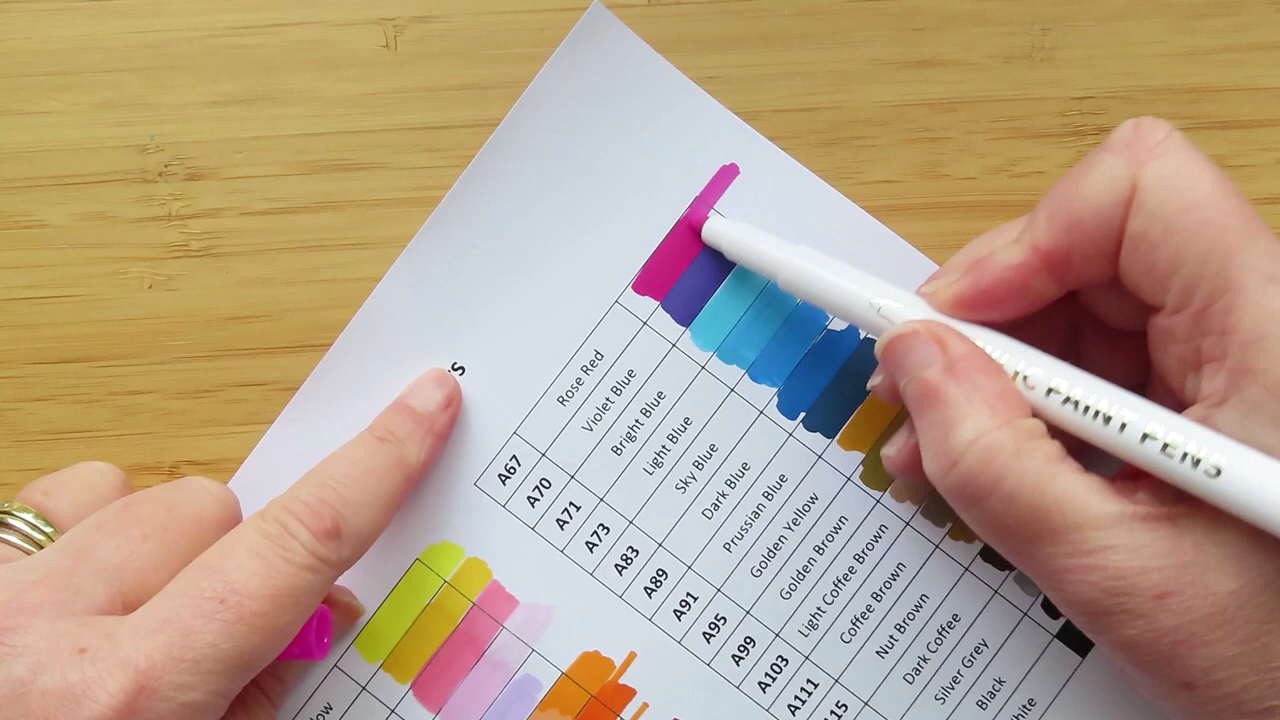 S
A67 Rose Red
A70 Violet Blue
A71 Bright Blue
A73 Light Blue
A83 Sky Blue
A89 Dark Blue
A91 Prussian Blue
A95 Golden Yellow
A99 Golden Brown
A103 Light Coffee Brown
A111 Coffee Brown
15 Nut Brown
Dark Coffee
Silver Grey
Black
PAINT PENS